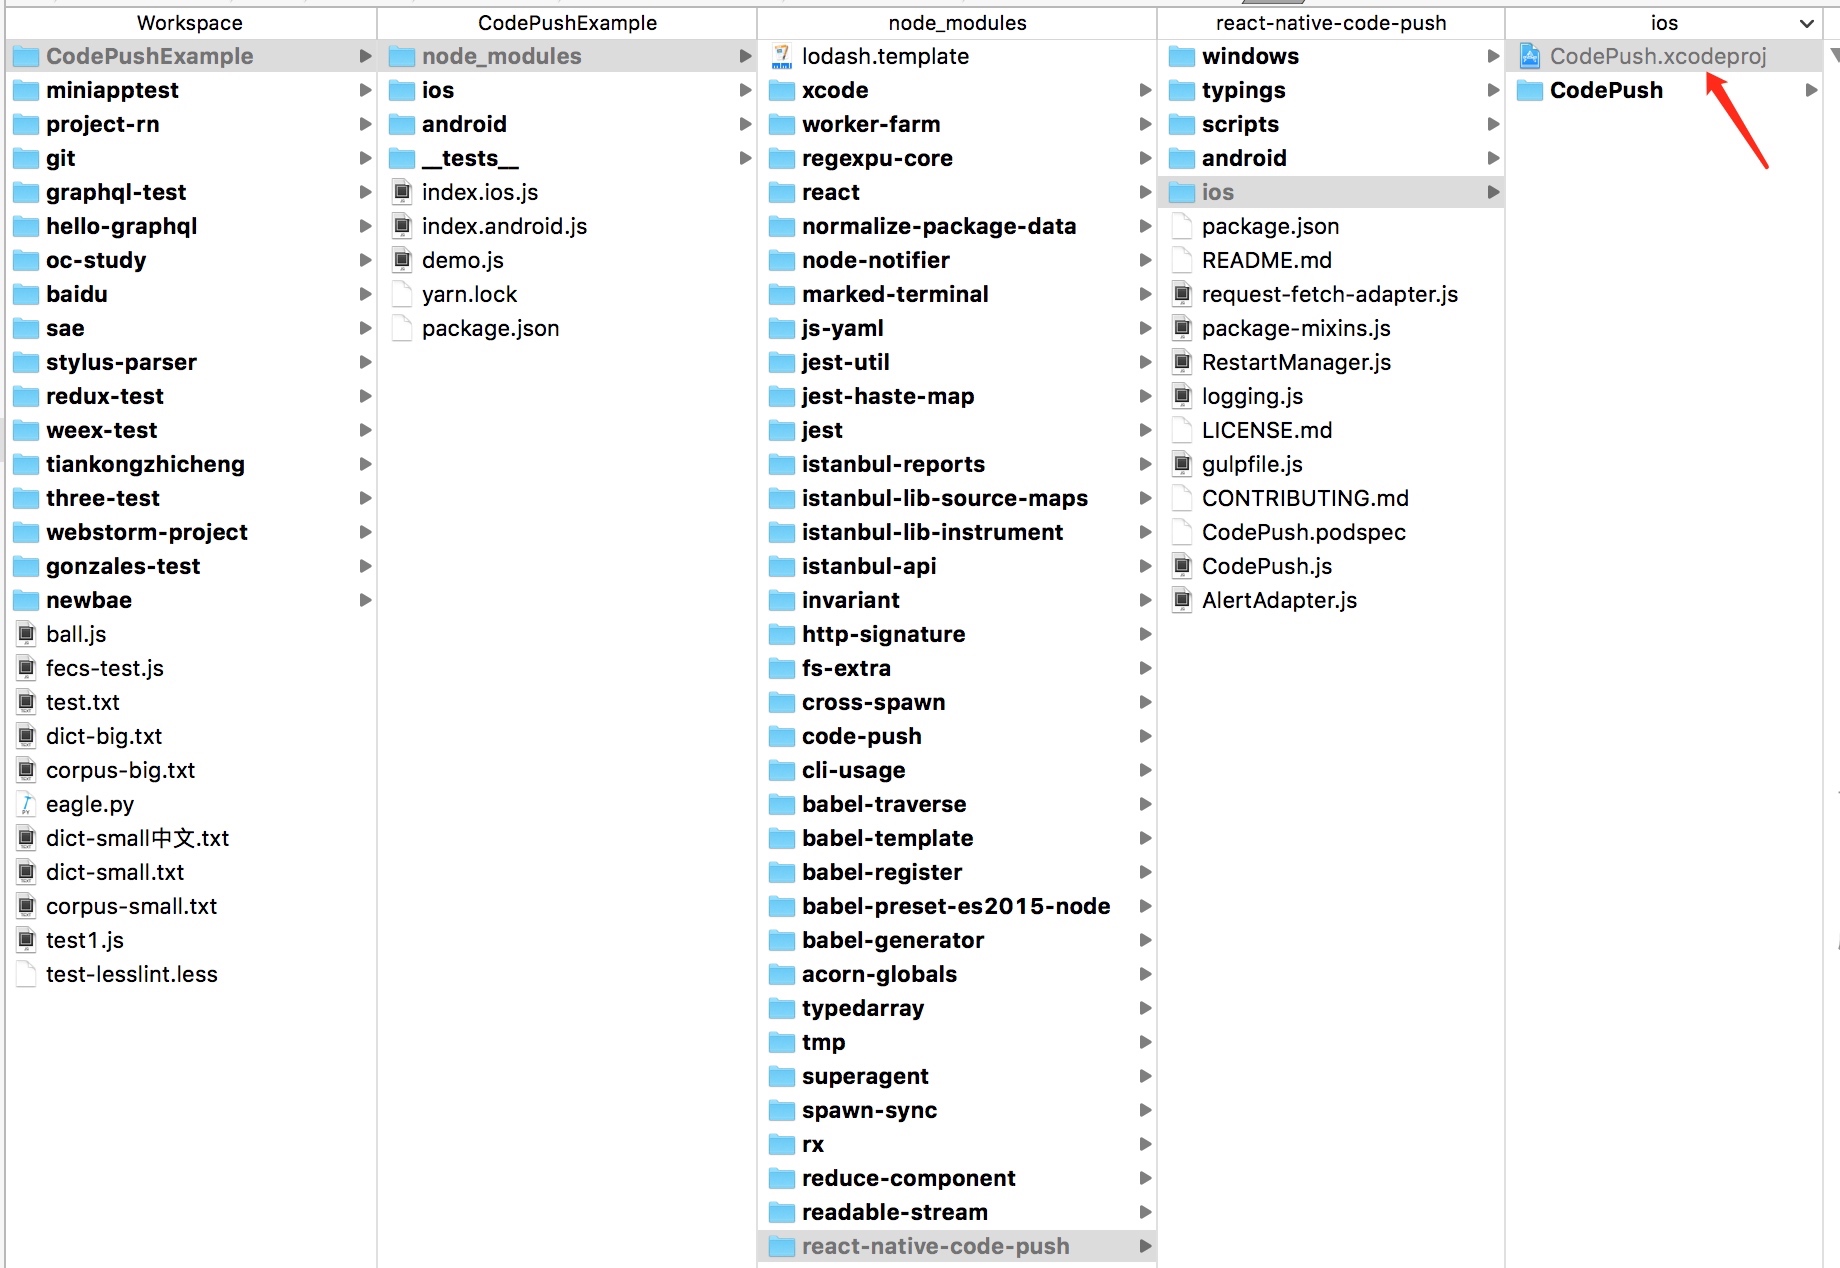 Workspace
CodePushExample
miniapptest
project-rn
git
graphql-test
hello-graphql
oc-study
baidu
sae
stylus-parser
redux-test
weex-test
tiankongzhicheng
three-test
webstorm-project
gonzales-test
newbae
ball.js
fecs-test.js
test.txt
dict-big.txt
corpus-big.txt
eagle.py
dict-small中文.txt
dict-small.txt
corpus-small.txt
test1.js
test-lesslint.less
CodePushExample
node_modules
ios
android
__tests__
index.ios.js
index.android.js
demo.js
yarn.lock
package.json
node_modules
lodash.template
xcode
worker-farm
regexpu-core
react
normalize-package-data
node-notifier
marked-terminal
js-yaml
jest-util
jest-haste-map
jest
istanbul-reports
istanbul-lib-source-maps
istanbul-lib-instrument
istanbul-api
invariant
http-signature
fs-extra
cross-spawn
code-push
cli-usage
babel-traverse
babel-template
babel-register
babel-preset-es2015-node
babel-generator
acorn-globals
typedarray
tmp
superagent
spawn-sync
rx
reduce-component
readable-stream
react-native-code-push
react-native-code-push
windows
typings
scripts
android
ios
package.json
README.md
request-fetch-adapter.js
package-mixins.js
RestartManager.js
logging.js
LICENSE.md
gulpfile.js
CONTRIBUTING.md
CodePush.podspec
CodePush.js
AlertAdapter.js
ios
CodePush.xcodeproj
CodePush